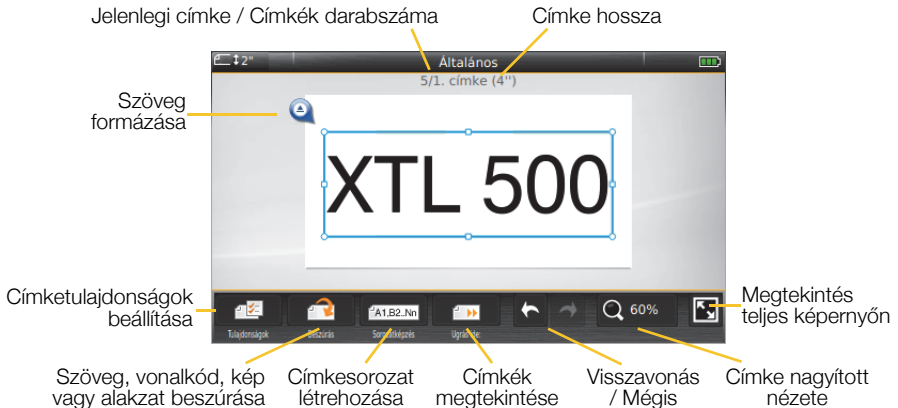 Jelenlegi címke / Címkék darabszáma
Címke hossza
2"
Általános
5/1. címke (4'')
Szöveg
formázása
XTL 500
Címketulajdonságok
beállítása
A1,B2..Nn
60%
Megtekintés
teljes képernyőn
Tulajdonságok
Beszúrás
Sorozatképzés
Ugrás ide:
Szöveg, vonalkód, kép
vagy alakzat beszúrása
Címkesorozat
létrehozása
Címkék
megtekintése
Visszavonás
/ Mégis
Címke nagyított
nézete